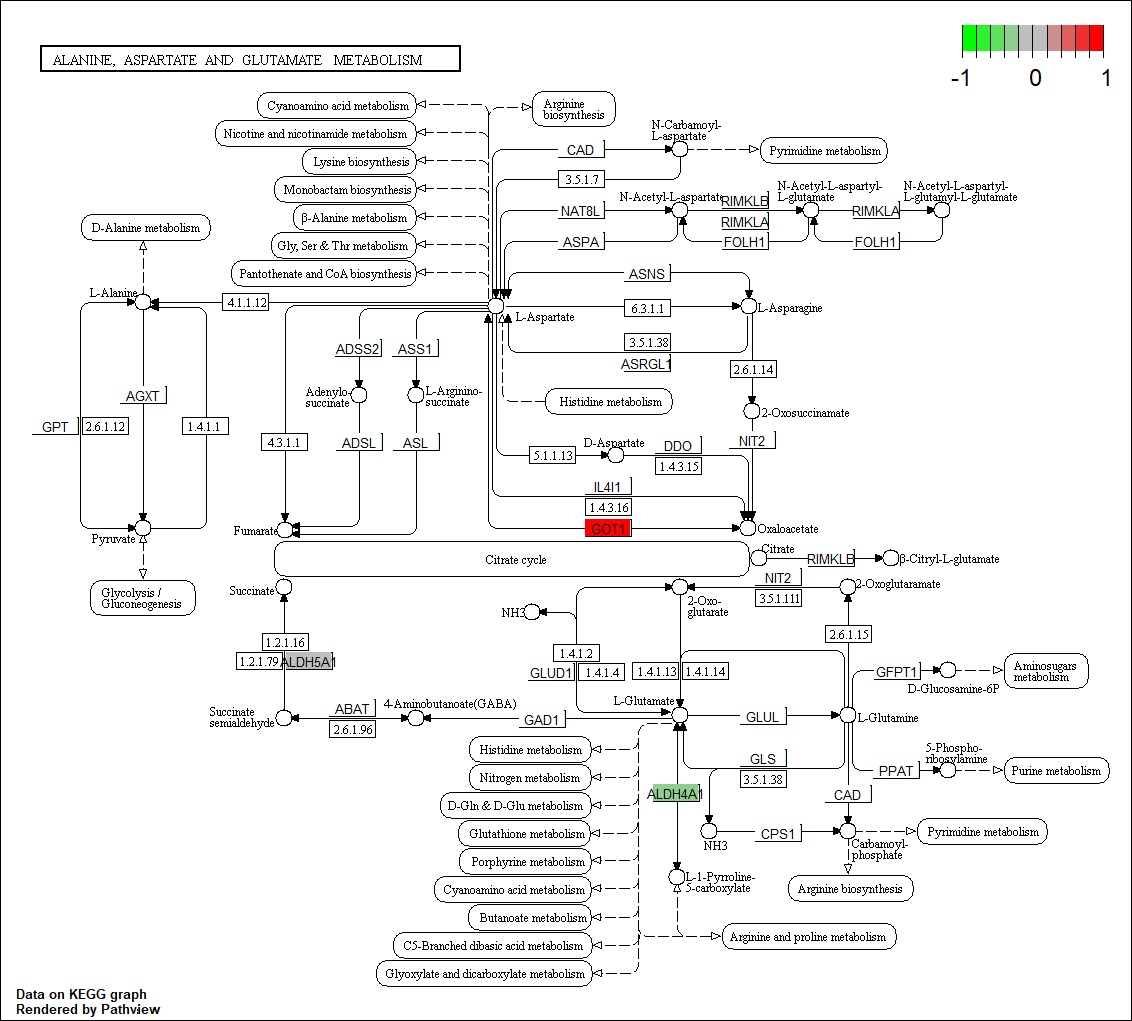 ALANINE, ASPARTATE AND GLUTAMATE METABOLISM
-1
0
1
Cyanoamino acid metabolism
Arginine
biosynthesis
Nicotine and nicotinamide metabolism
Lysine biosynthesis
Monobactam biosynthesis
β-Alanine metabolism
Gly, Ser & Thr metabolism
Pantothenate and CoA biosynthesis
CAD
N-Carbamoyl-
L-aspartate
Pyrimidine metabolism
3.5.1.7
N-Acetyl-L-aspartate
NAT8L
ASPA
RIMKLB
RIMKLA
FOLH1
N-Acetyl-L-aspartyl-
L-glutamate
RIMKLA
FOLH1
N-Acetyl-L-aspartyl-
L-glutamyl-L-glutamate
D-Alanine metabolism
L-Alanine
4.1.1.12
L-Aspartate
ASNS
6.3.1.1
L-Asparagine
3.5.1.38
ASRGL1
2.6.1.14
ADSS2
ASS1
Adenylo-
succinate
L-Arginino-
succinate
Histidine metabolism
2-Oxosuccinamate
AGXT
GPT
2.6.1.12
1.4.1.1
4.3.1.1
ADSL
ASL
5.1.1.13
D-Aspartate
DDO
1.4.3.15
NIT2
IL4I1
1.4.3.16
GOT1
Pyruvate
Fumarate
Oxaloacetate
Citrate cycle
Citrate
RIMKLB
β-Citryl-L-glutamate
Glycolysis /
Gluconeogenesis
Succinate
NH3
2-Oxo-
glutarate
NIT2
3.5.1.111
2-Oxoglutaramate
1.2.1.16
1.2.1.79
ALDH5A1
1.4.1.2
GLUD1
1.4.1.4
1.4.1.13
1.4.1.14
2.6.1.15
GFPT1
D-Glucosamine-6P
Aminosugars
metabolism
Succinate
semialdehyde
ABAT
2.6.1.96
4-Aminobutanoate(GABA)
GAD1
L-Glutamate
GLUL
L-Glutamine
GLS
3.5.1.38
PPAT
5-Phospho-
ribosylamine
Purine metabolism
Histidine metabolism
Nitrogen metabolism
D-Gln & D-Glu metabolism
Glutathione metabolism
Porphyrine metabolism
Cyanoamino acid metabolism
Butanoate metabolism
C5-Branched dibasic acid metabolism
Glyoxylate and dicarboxylate metabolism
ALDH4A1
CAD
NH3
CPS1
Carbamoyl-
phosphate
Pyrimidine metabolism
Arginine biosynthesis
L-1-Pyrroline-
5-carboxylate
Arginine and proline metabolism
Data on KEGG graph
Rendered by Pathview